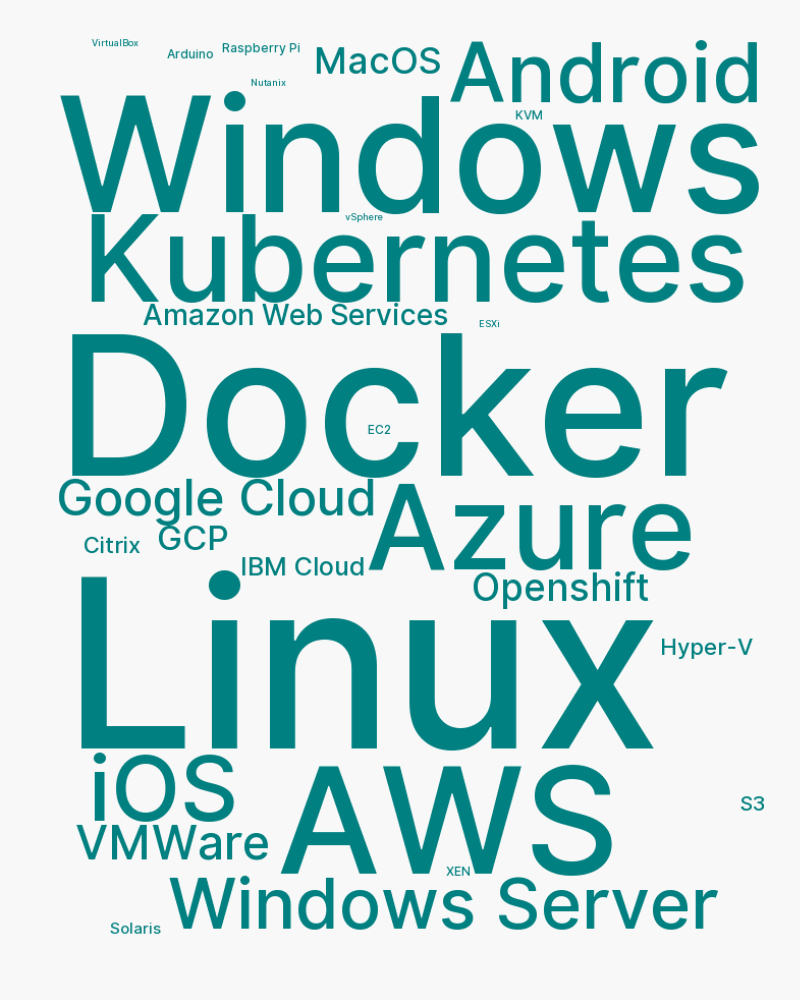 VirtualBox
Arduino
Raspberry Pi
MacOS
Android
Nutanix
Windows
KVM
Kubernetes
vSphere
Amazon Web Services
ESXi
Docker
EC2
Google Cloud
Azure
Citrix
GCP
IBM Cloud
Openshift
Linux
Hyper-V
iOS
AWS
S3
VMWare
XEN
Windows Server
Solaris